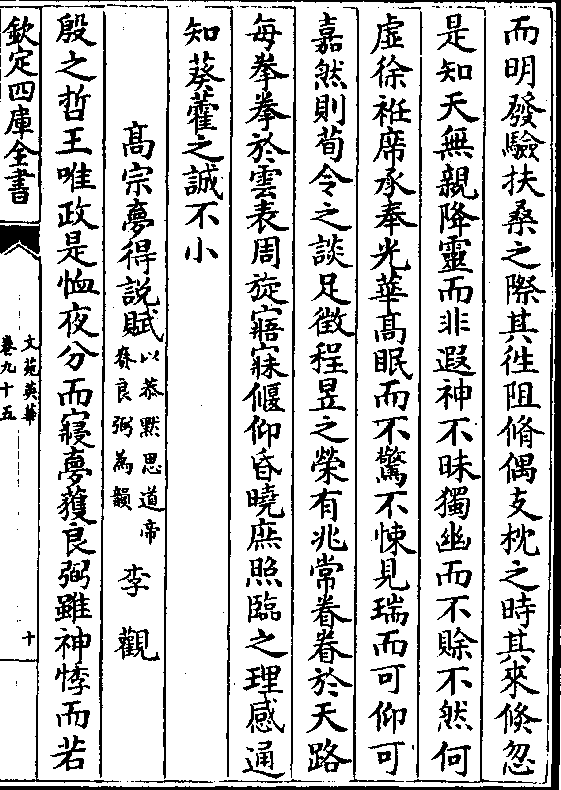 而明發驗扶桑之際其徃阻脩偶支枕之時其來倐忽
是知天無親降靈而非遐神不昧獨幽而不賒不然何
虛徐袵席承奉光華髙眠而不驚不悚見瑞而可仰可
嘉然則荀令之談足徴程昱之榮有兆常眷眷於天路
每拳拳於雲表周旋寤寐偃仰昏曉庶照臨之理感通
知葵藿之誠不小
髙宗夢得説賦以恭黙思道帝賚良弼為韻 李觀
殷之哲王唯政是恤夜分而寢夢獲良弼雖神悸而若
欽定四庫全書
文苑英華
卷九十五
十